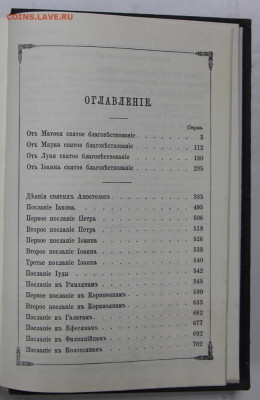 COINS.LAVE.RU
ОГЛАВЛЕНІЕ.
Стран.
Отъ Матѳея святое благовѣствованіе 3
Отъ Марка святое благовѣствованіе 112
Отъ Луки святое благовѣствованіе 180
Отъ Іоанна святое благовѣствованіе 295
Дѣянія святыхъ Апостоловъ 383
Посланіе Іакова 495
Первое посланіе Петра 506
Второе посланіе Петра 519
Первое посланіе Іоанна 526
Второе посланіе Іоанна 538
Третье посланіе Іоанна 540
Посланіе Іуды 542
Посланіе къ Римлянамъ 545
Первое посланіе къ Коринѳянамъ 590
Второе посланіе къ Коринѳянамъ 633
Посланіе къ Галатамъ 662
Посланіе къ Ефесянамъ 677
Посланіе къ Филиппійцамъ 692
Посланіе къ Колоссянамъ 702